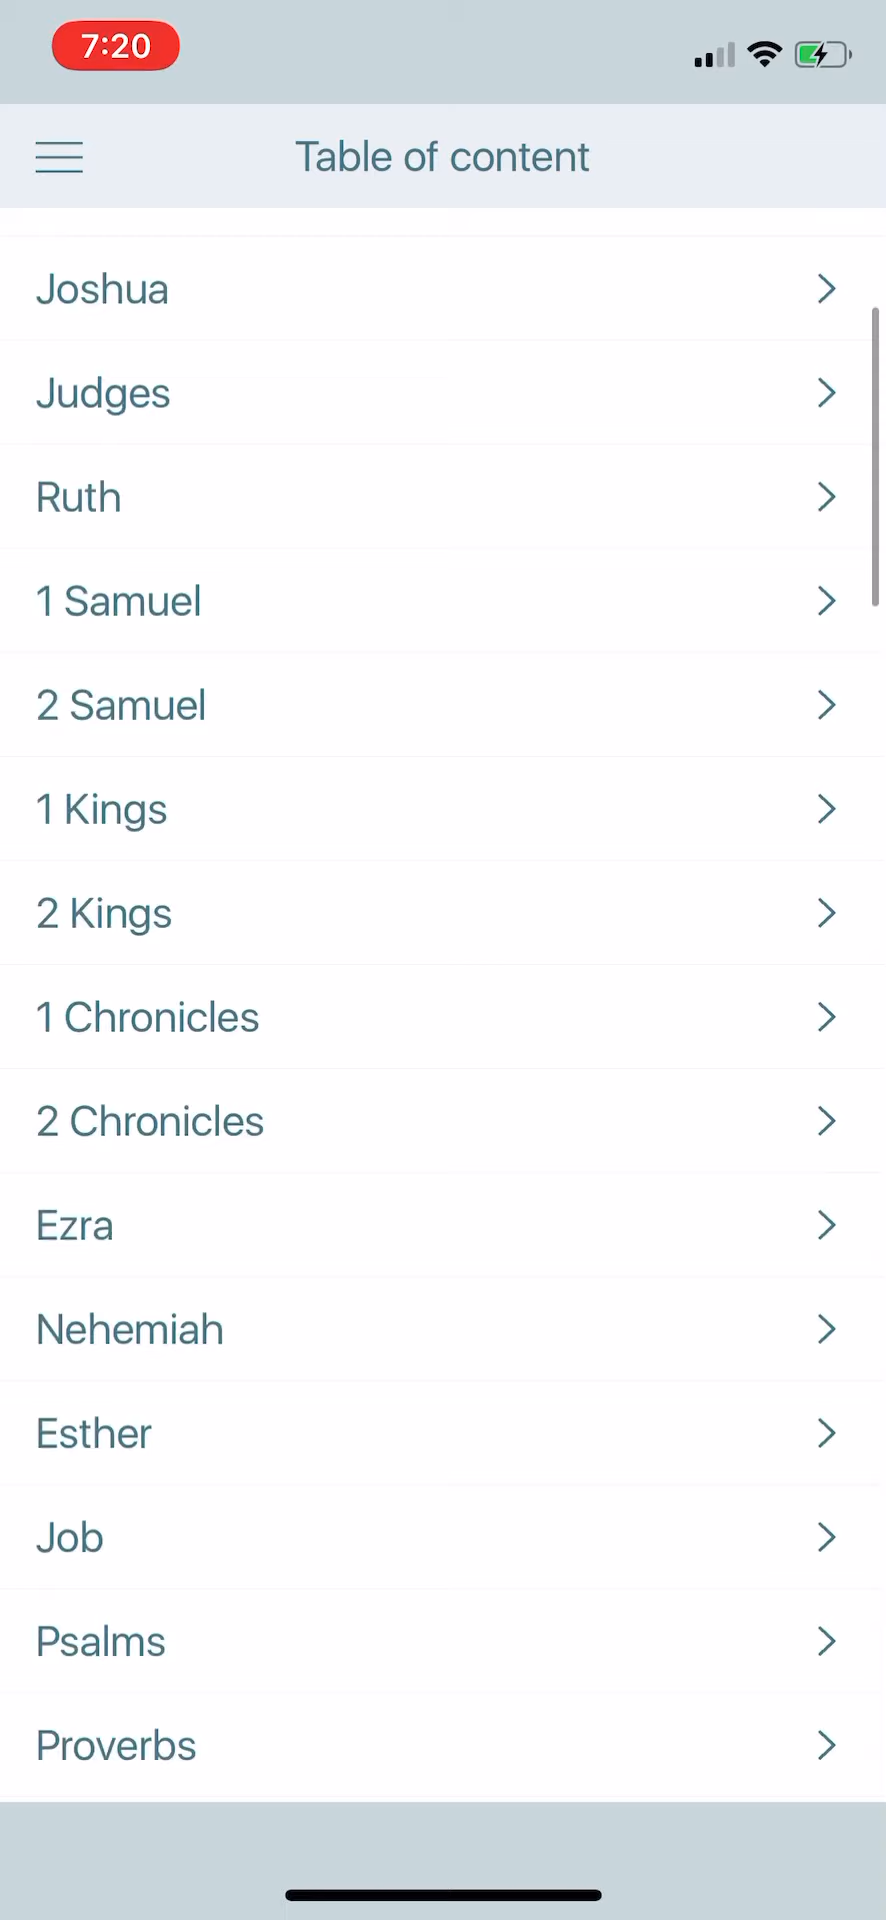 7:20
Table of content
Joshua
Judges
Ruth
1 Samuel
2 Samuel
1 Kings
2 Kings
1 Chronicles
2 Chronicles
Ezra
Nehemiah
Esther
Job
Psalms
Proverbs